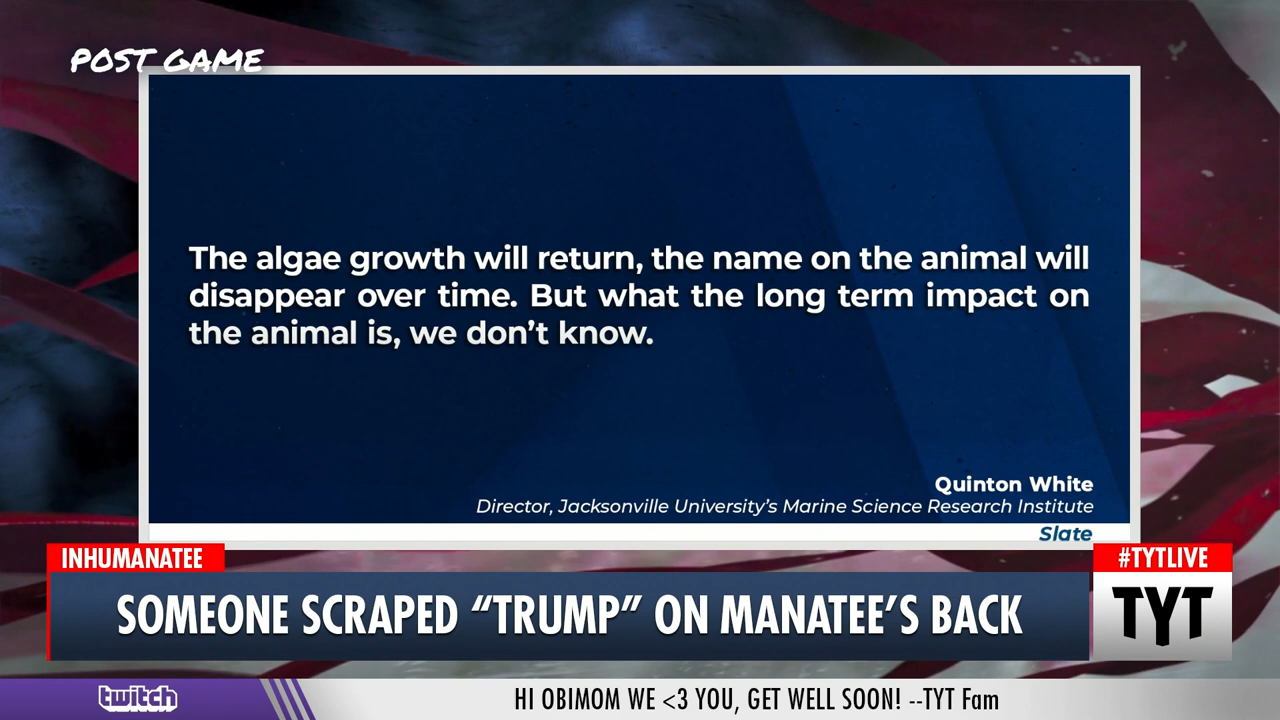 POST GAME
The algae growth will return, the name on the animal will
disappear over time. But what the long term impact on
the animal is, we don’t know.
Quinton White
Director, Jacksonville University’s Marine Science Research Institute
Slate
INHUMANATEE
#TYTLIVE
SOMEONE SCRAPED “TRUMP” ON MANATEE’S BACK
TYT
twitch
HI OBIMOM WE <3 YOU, GET WELL SOON! --TYT Fam